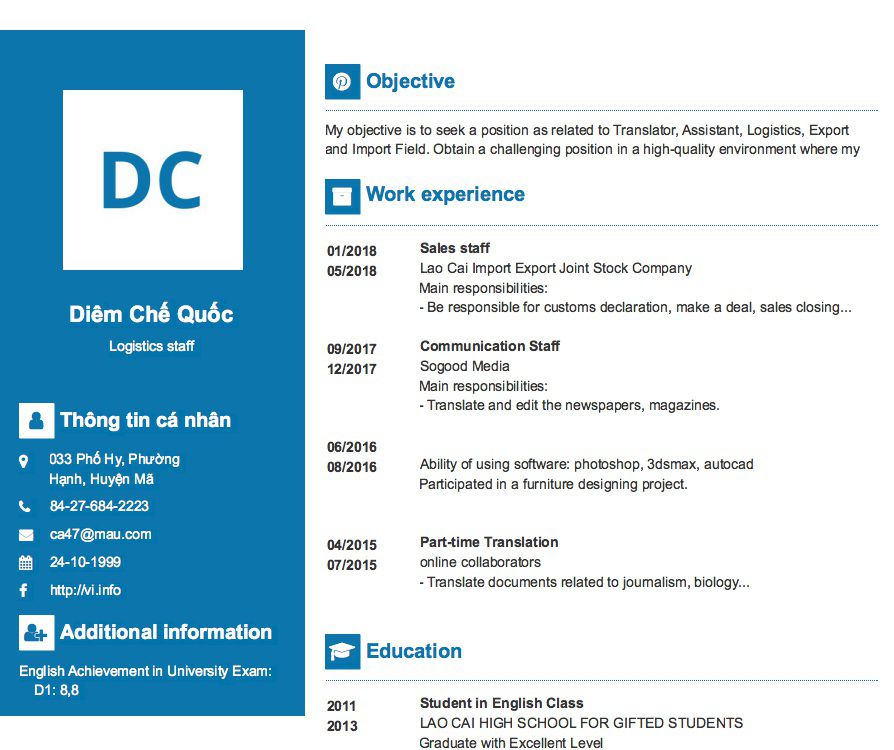 DC
Diêm Chế Quốc
Logistics staff
Thông tin cá nhân
033 Phố Hy, Phường
Hạnh, Huyện Mã
84-27-684-2223
ca47@mau.com
24-10-1999
http://vi.info
Additional information
English Achievement in University Exam:
D1: 8,8
Objective
My objective is to seek a position as related to Translator, Assistant, Logistics, Export
and Import Field. Obtain a challenging position in a high-quality environment where my
Work experience
01/2018
05/2018
Sales staff
Lao Cai Import Export Joint Stock Company
Main responsibilities:
- Be responsible for customs declaration, make a deal, sales closing...
09/2017
12/2017
Communication Staff
Sogood Media
Main responsibilities:
- Translate and edit the newspapers, magazines.
06/2016
08/2016
Ability of using software: photoshop, 3dsmax, autocad
Participated in a furniture designing project.
04/2015
07/2015
Part-time Translation
online collaborators
- Translate documents related to journalism, biology...
Education
2011
2013
Student in English Class
LAO CAI HIGH SCHOOL FOR GIFTED STUDENTS
Graduate with Excellent Level